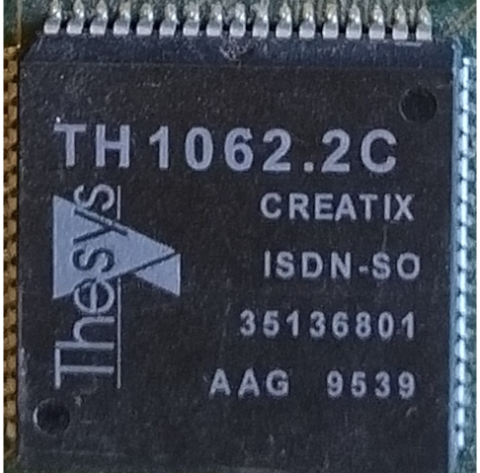 TH1062.2C
Thesys
CREATIX
ISDN-SO
35136801
AAG 9539